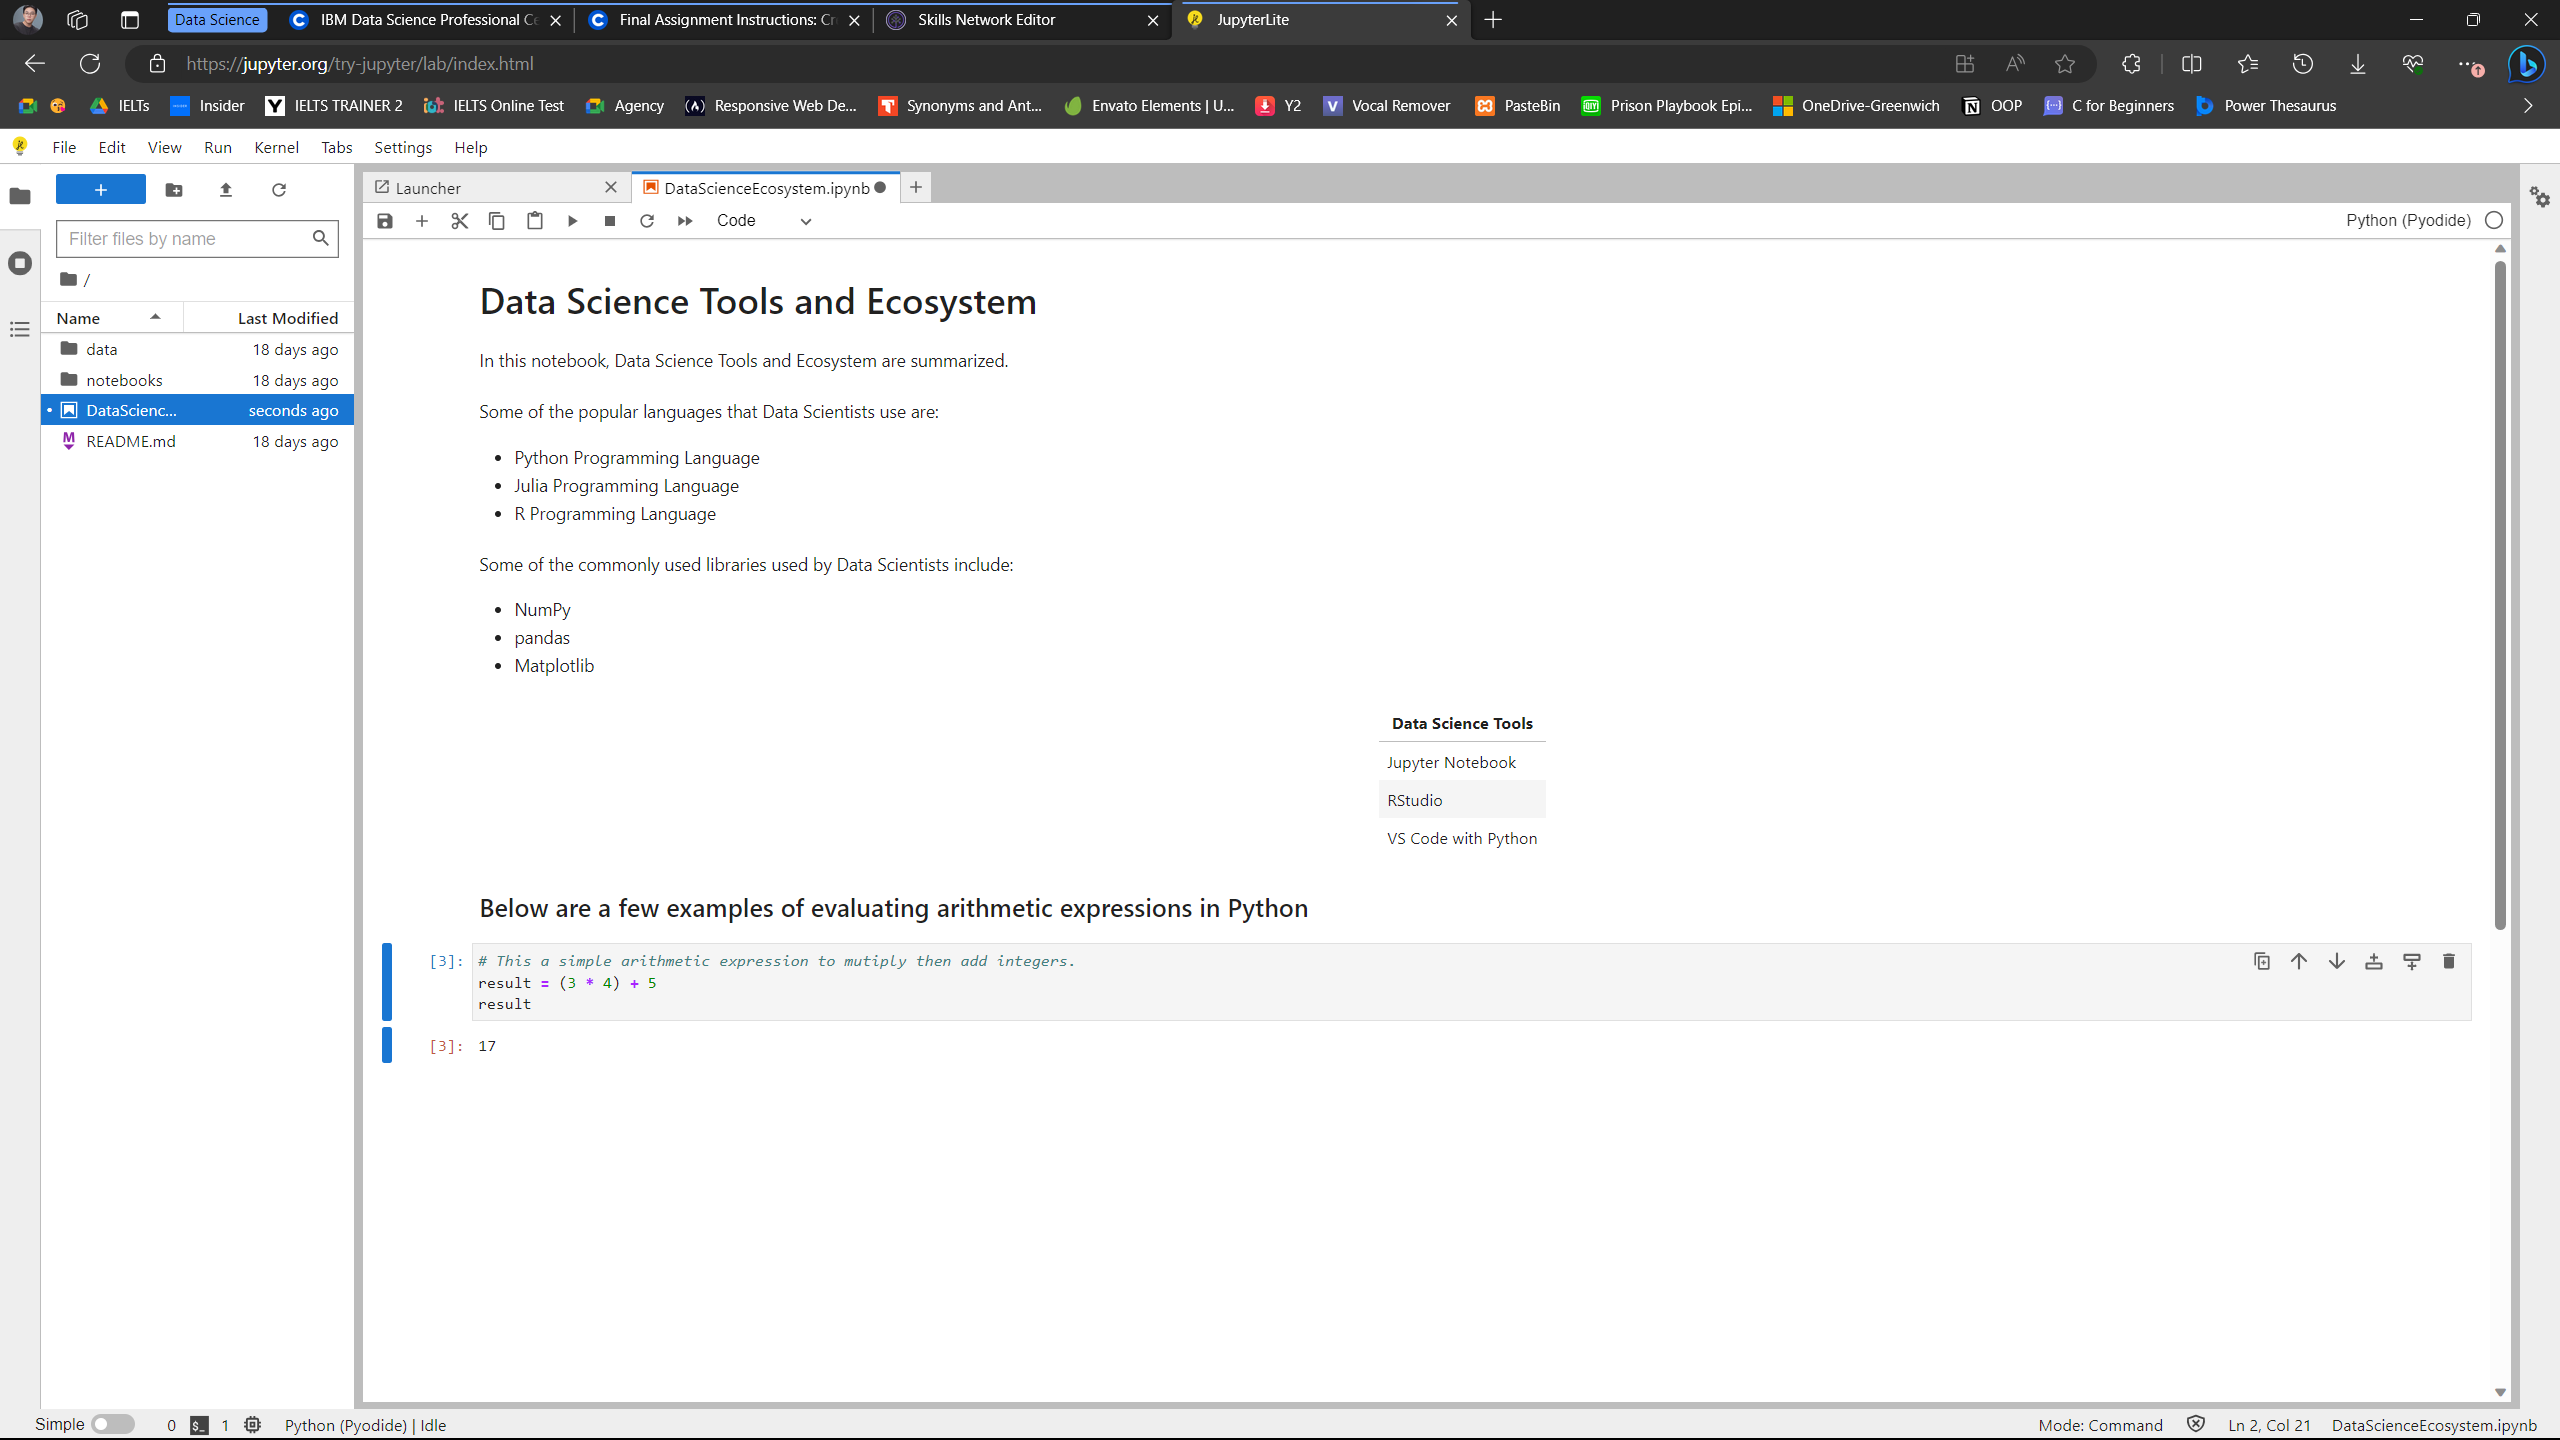 Data Science
IBM Data Science Professional Ce
Final Assignment Instructions: Cr
Skills Network Editor
JupyterLite
https://jupyter.org/try-jupyter/lab/index.html
IELTs
Insider
IELTS TRAINER 2
IELTS Online Test
Agency
Responsive Web De...
Synonyms and Ant...
Envato Elements | U...
Y2
Vocal Remover
PasteBin
Prison Playbook Epi...
OneDrive-Greenwich
OOP
C for Beginners
Power Thesaurus
File Edit View Run Kernel Tabs Settings Help
Filter files by name
/
Name Last Modified
data 18 days ago
notebooks 18 days ago
DataScienc... seconds ago
README.md 18 days ago
Launcher
DataScienceEcosystem.ipynb
Code
Python (Pyodide)
Data Science Tools and Ecosystem
In this notebook, Data Science Tools and Ecosystem are summarized.
Some of the popular languages that Data Scientists use are:
• Python Programming Language
• Julia Programming Language
• R Programming Language
Some of the commonly used libraries used by Data Scientists include:
• NumPy
• pandas
• Matplotlib
Data Science Tools
Jupyter Notebook
RStudio
VS Code with Python
Below are a few examples of evaluating arithmetic expressions in Python
[3]: # This a simple arithmetic expression to mutiply then add integers.
result = (3 * 4) + 5
result
[3]: 17
Simple 0 $_ 1 Python (Pyodide) | Idle
Mode: Command Ln 2, Col 21 DataScienceEcosystem.ipynb